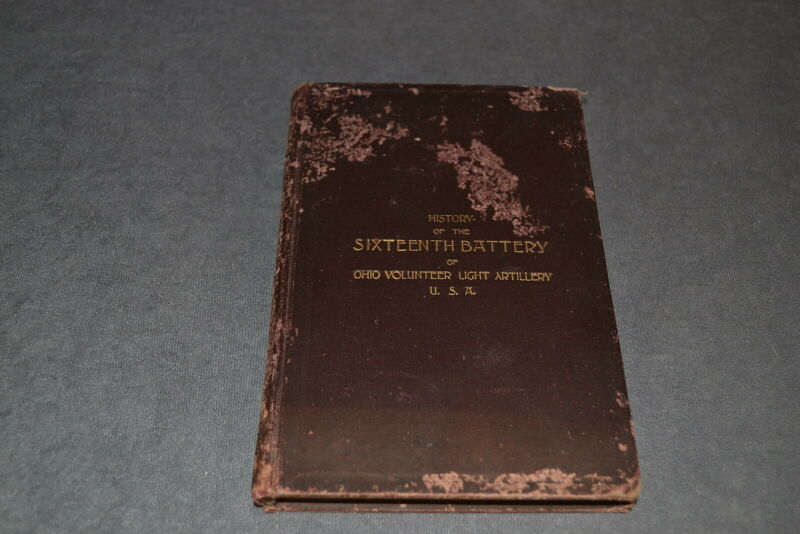 HISTORY
OF THE
SIXTEENTH BATTERY
OF
OHIO VOLUNTEER LIGHT ARTILLERY
U. S. A.